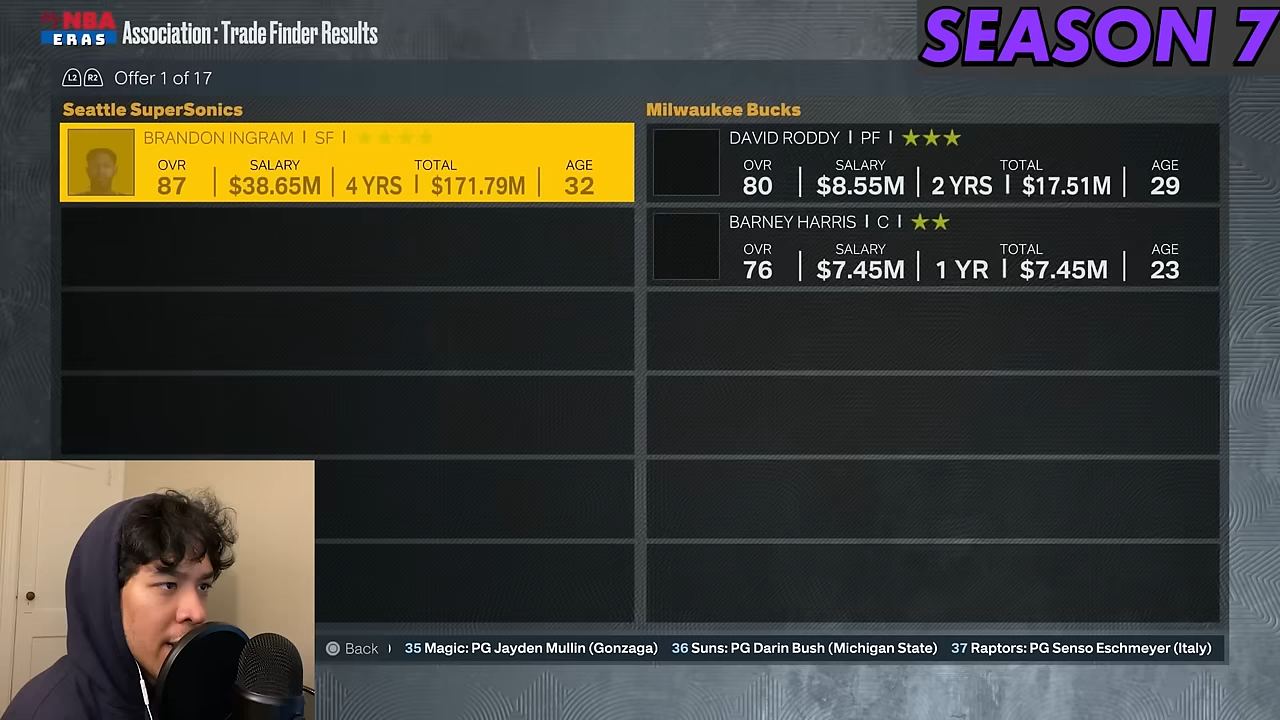 NBA
ERAS
Association : Trade Finder Results
SEASON 7
L2 R2 Offer 1 of 17
Seattle SuperSonics
BRANDON INGRAM | SF |
OVR SALARY TOTAL AGE
87 | $38.65M | 4 YRS | $171.79M | 32
Milwaukee Bucks
DAVID RODDY | PF |
OVR SALARY TOTAL AGE
80 | $8.55M | 2 YRS | $17.51M | 29
BARNEY HARRIS | C |
OVR SALARY TOTAL AGE
76 | $7.45M | 1 YR | $7.45M | 23
Back
35 Magic: PG Jayden Mullin (Gonzaga) 36 Suns: PG Darin Bush (Michigan State) 37 Raptors: PG Senso Eschmeyer (Italy)